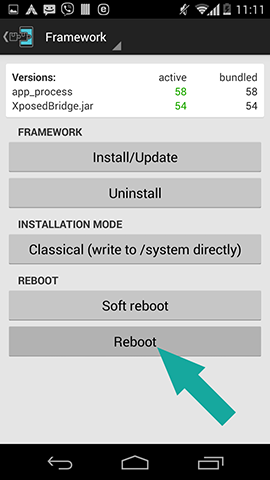 11:11
Framework
Versions: active bundled
app_process 58 58
XposedBridge.jar 54 54
FRAMEWORK
Install/Update
Uninstall
INSTALLATION MODE
Classical (write to /system directly)
REBOOT
Soft reboot
Reboot